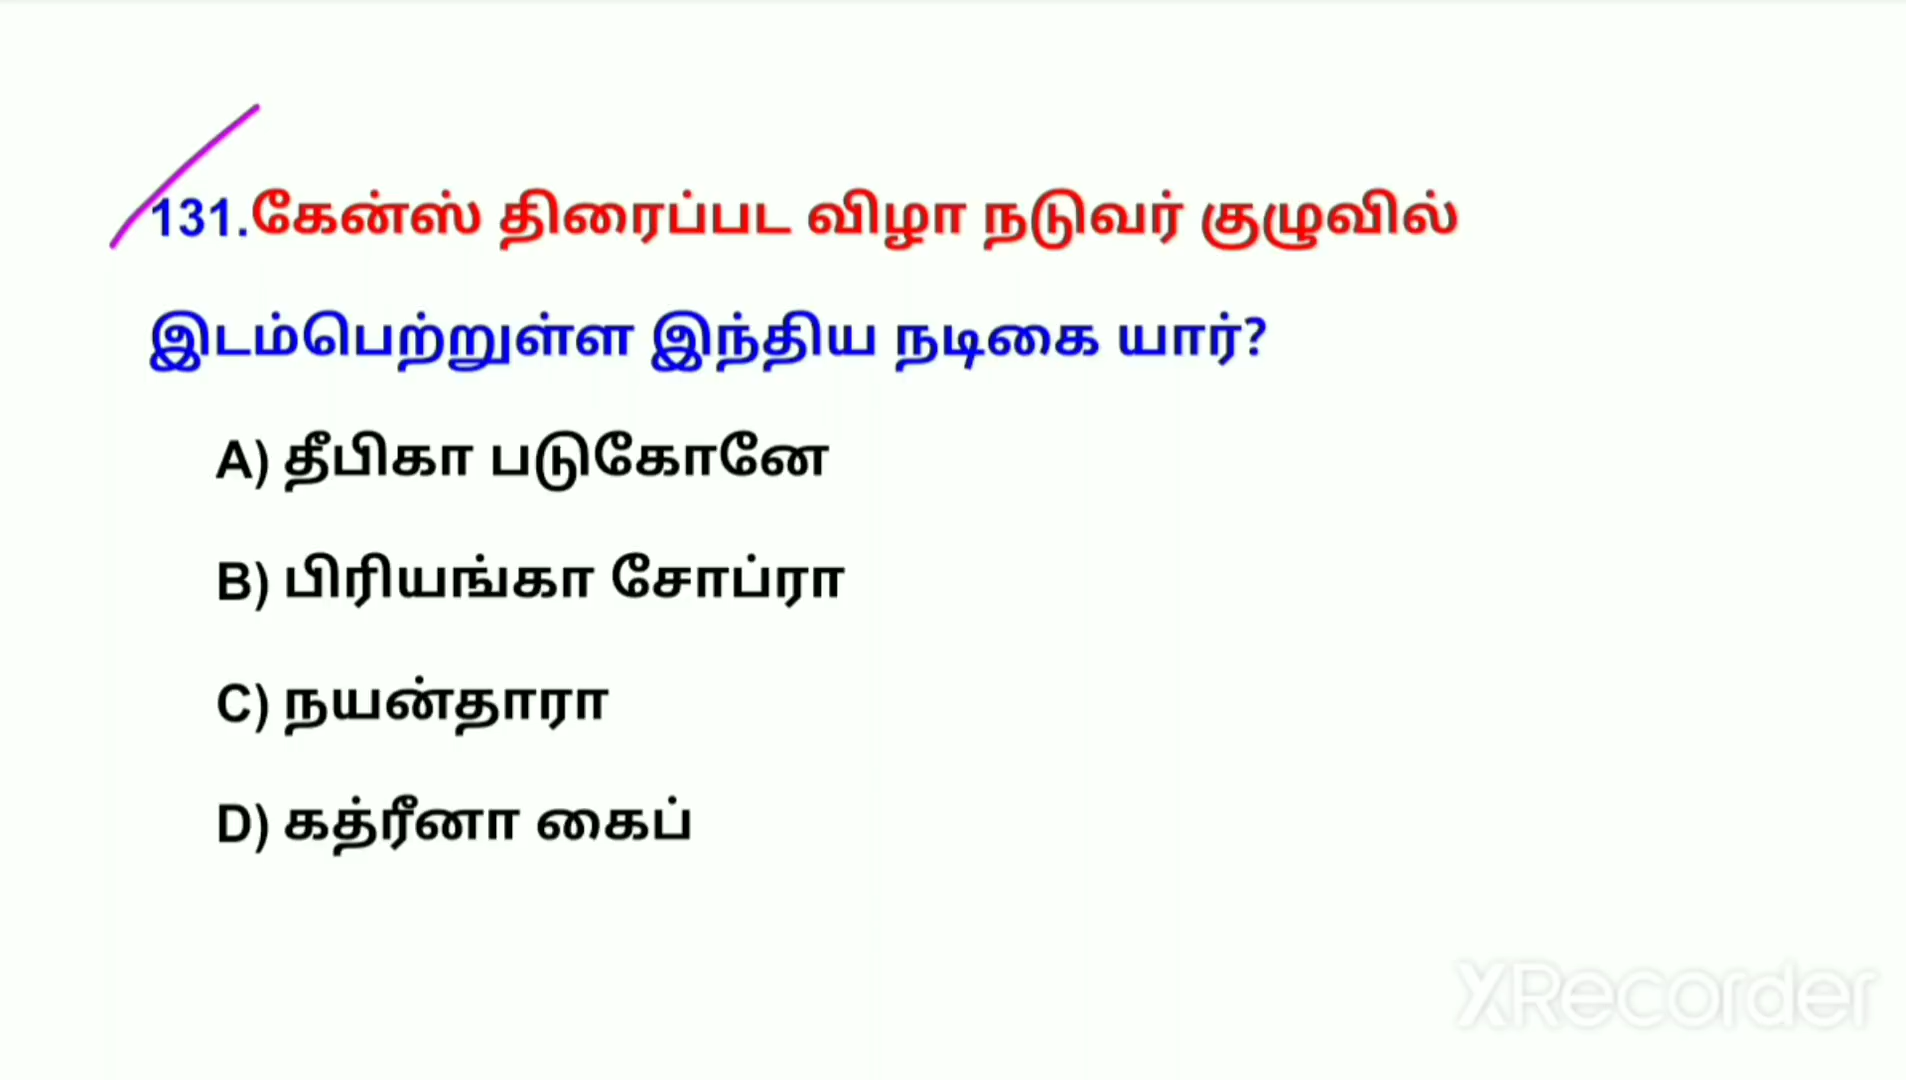 131.கேன்ஸ் திரைப்பட விழா நடுவர் குழுவில்
இடம்பெற்றுள்ள இந்திய நடிகை யார்?
A) தீபிகா படுகோனே
B) பிரியங்கா சோப்ரா
C) நயன்தாரா
D) கத்ரீனா கைப்
XRecorder